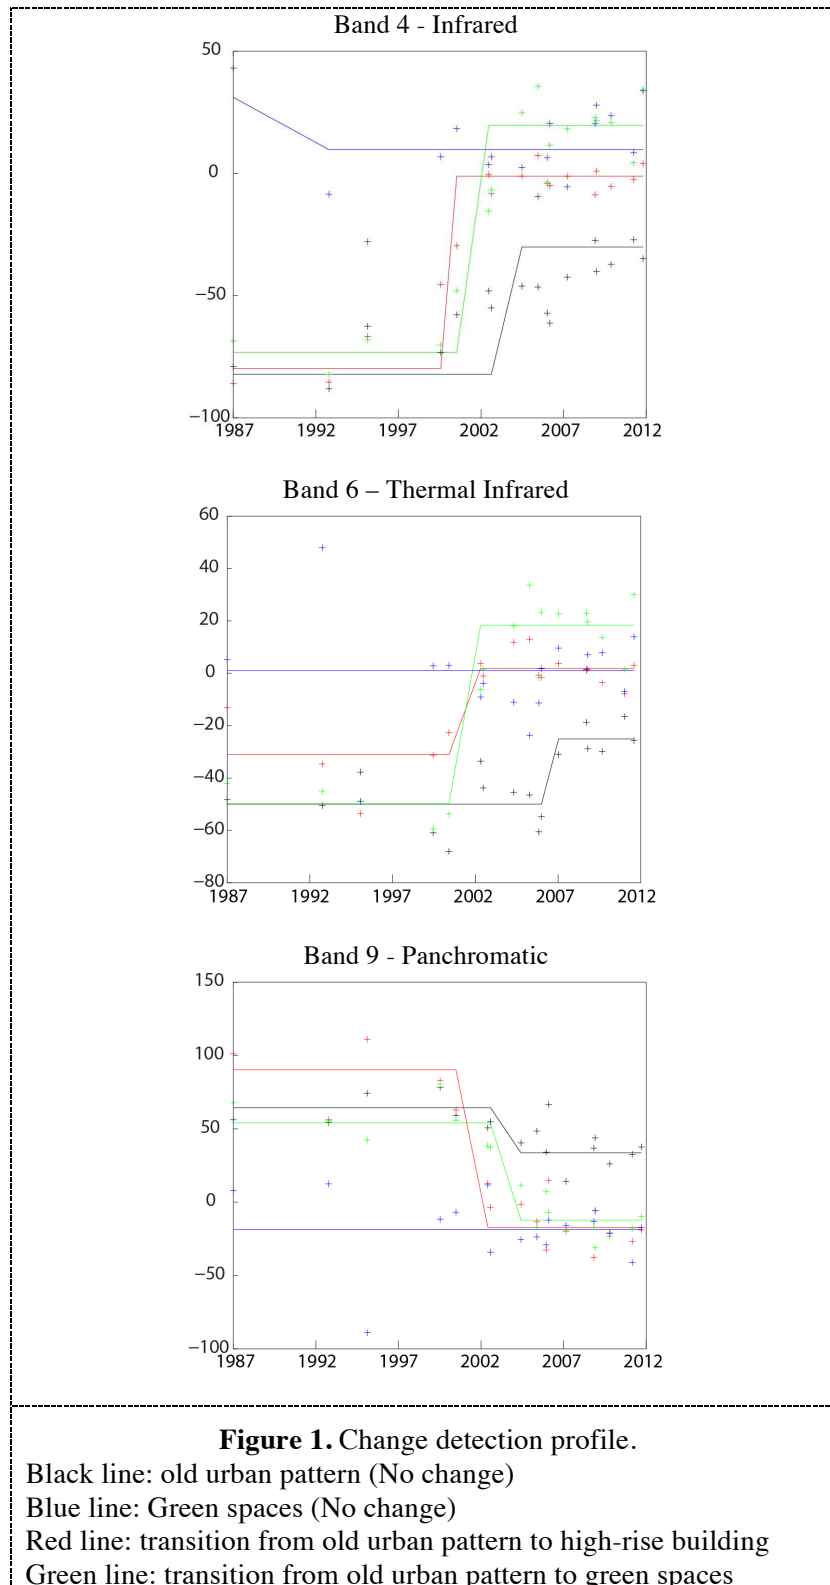 Band 4 - Infrared
50
0
−50
−100
1987 1992 1997 2002 2007 2012
Band 6 – Thermal Infrared
60
40
20
0
−20
−40
−60
−80
1987 1992 1997 2002 2007 2012
Band 9 - Panchromatic
150
100
50
0
−50
−100
1987 1992 1997 2002 2007 2012
Figure 1. Change detection profile.
Black line: old urban pattern (No change)
Blue line: Green spaces (No change)
Red line: transition from old urban pattern to high-rise building
Green line: transition from old urban pattern to green spaces